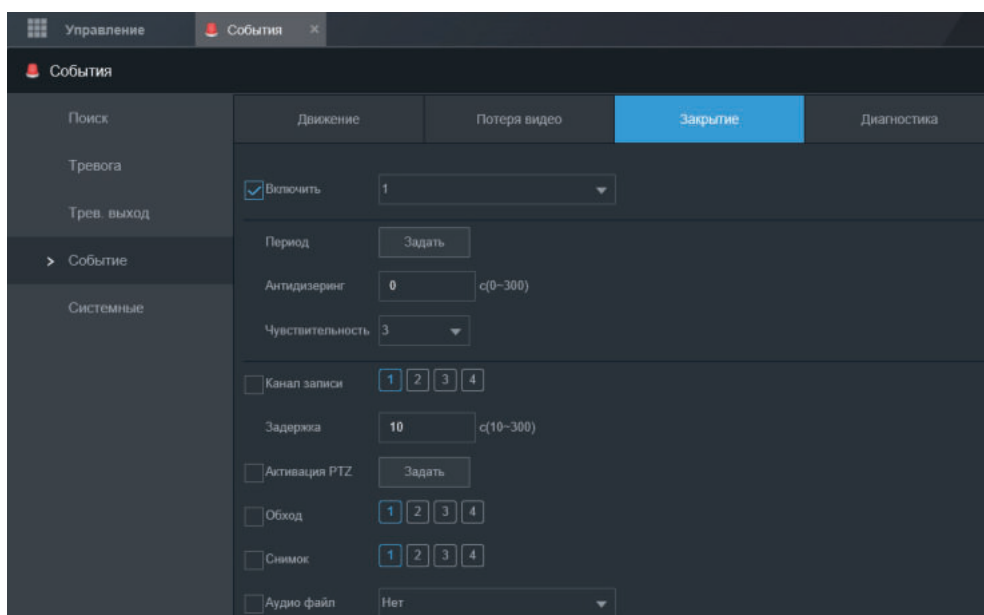 Управление
События ×
События
Поиск
Тревога
Трев. выход
> Событие
Системные
Движение Потеря видео Закрытие Диагностика
Включить 1
Период Задать
Антидизеринг 0 с(0~300)
Чувствительность 3
Канал записи 1 2 3 4
Задержка 10 с(10~300)
Активация PTZ Задать
Обход 1 2 3 4
Снимок 1 2 3 4
Аудио файл Нет